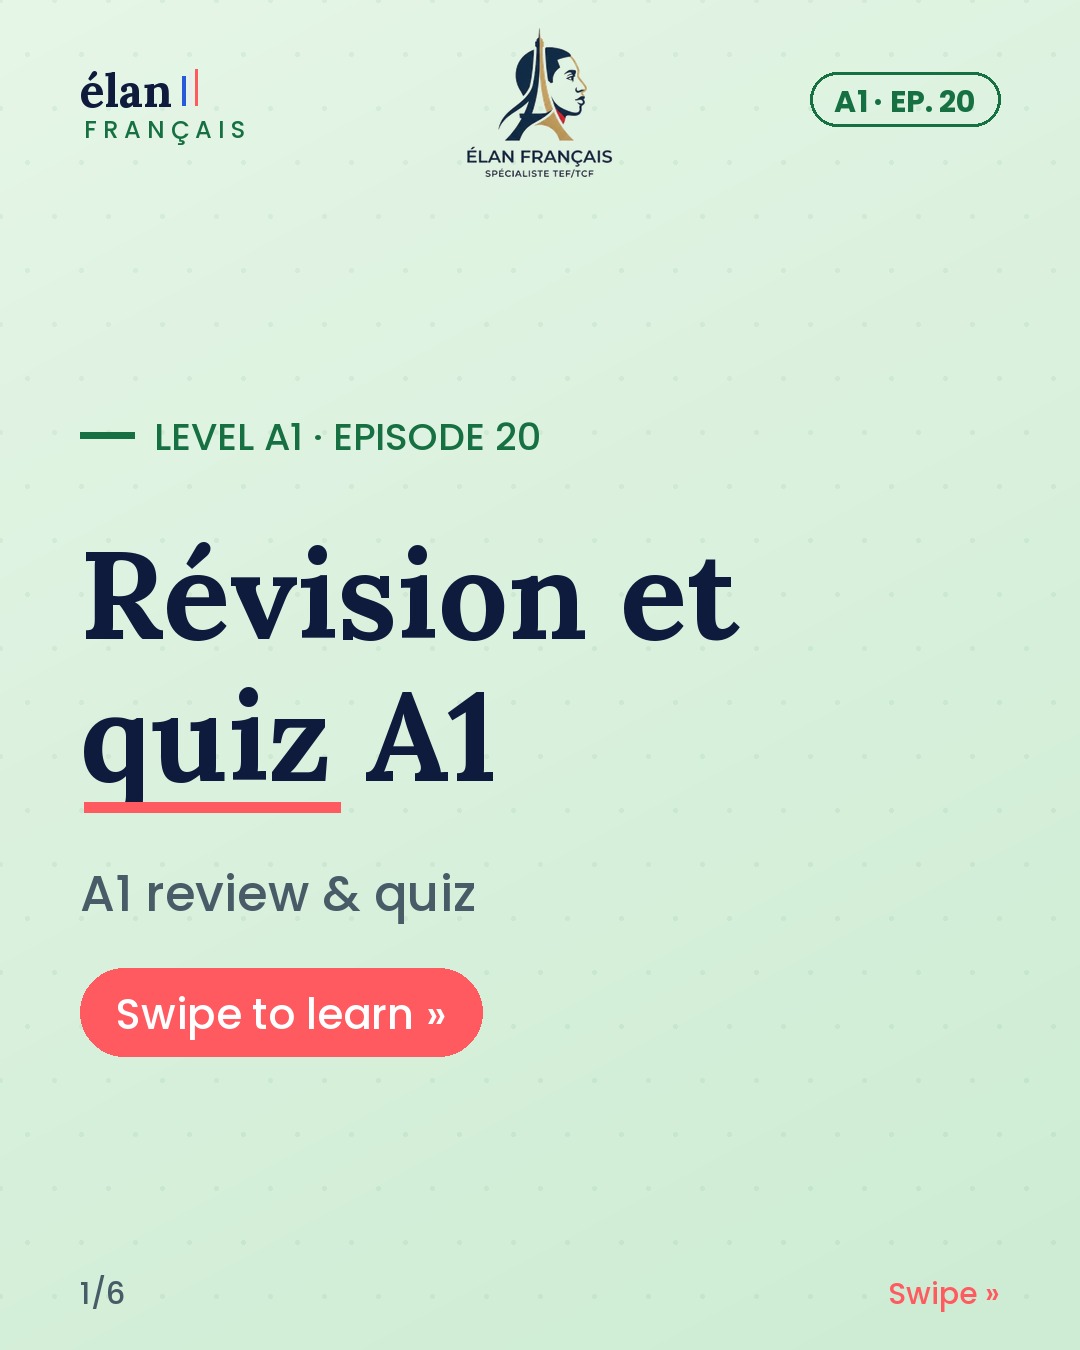 élan
FRANÇAIS
ÉLAN FRANÇAIS
SPÉCIALISTE TEF/TCF
A1 · EP. 20
LEVEL A1 · EPISODE 20
Révision et
quiz A1
A1 review & quiz
Swipe to learn »
1/6
Swipe »